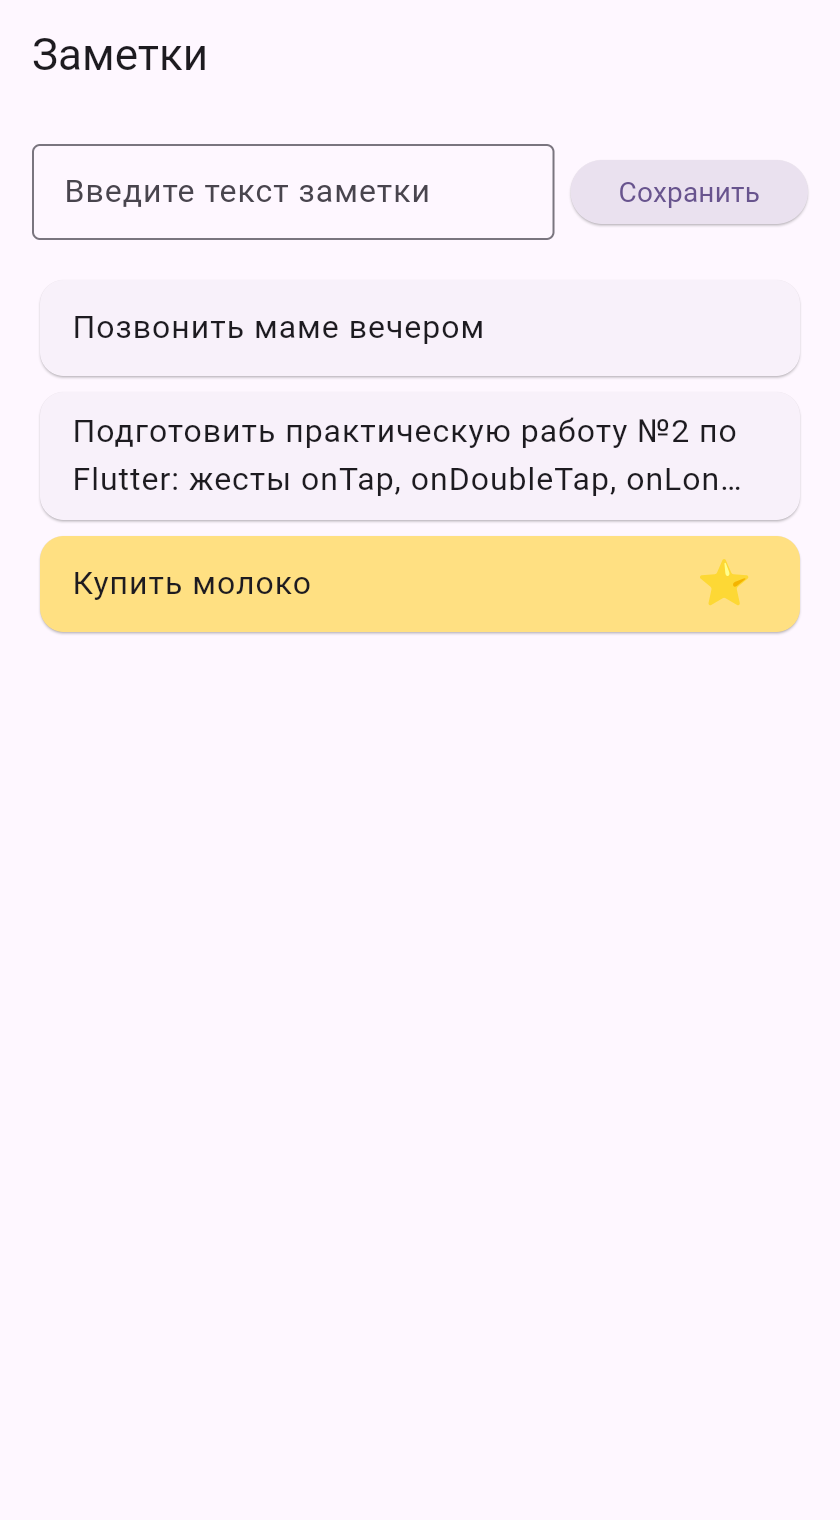 Заметки
Введите текст заметки
Сохранить
Позвонить маме вечером
Подготовить практическую работу №2 по
Flutter: жесты onTap, onDoubleTap, onLon…
Купить молоко